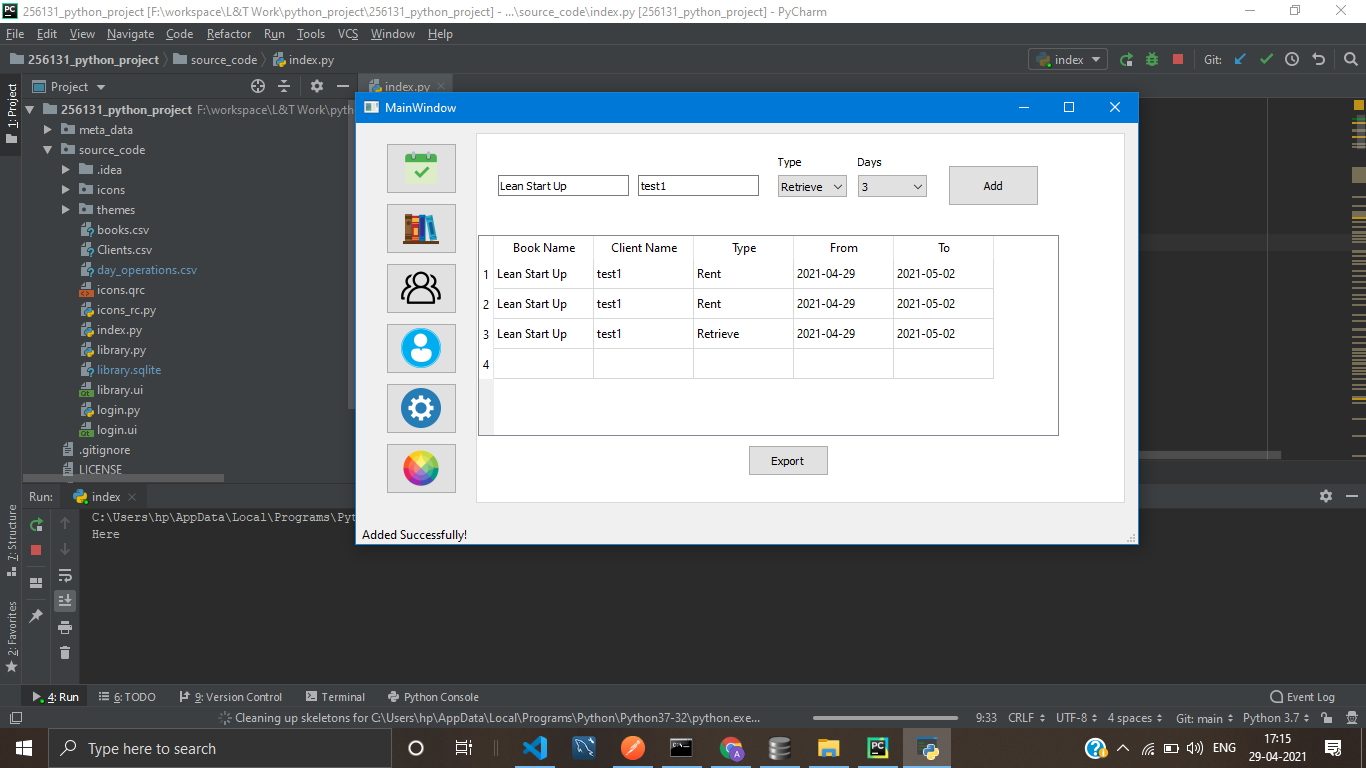 256131_python_project [F:\workspace\L&T Work\python_project\256131_python_project] - ...\source_code\index.py [256131_python_project] - PyCharm
File Edit View Navigate Code Refactor Run Tools VCS Window Help
256131_python_project source_code index.py index Git:
1: Project
Project
index.py
256131_python_project F:\workspace\L&T Work\pyth
meta_data
source_code
.idea
icons
themes
books.csv
Clients.csv
day_operations.csv
icons.qrc
icons_rc.py
index.py
library.py
library.sqlite
library.ui
login.py
login.ui
.gitignore
LICENSE
MainWindow
Type Days
Lean Start Up test1 Retrieve 3 Add
Book Name Client Name Type From To
1 Lean Start Up test1 Rent 2021-04-29 2021-05-02
2 Lean Start Up test1 Rent 2021-04-29 2021-05-02
3 Lean Start Up test1 Retrieve 2021-04-29 2021-05-02
4
Export
Added Successfully!
Run: index
C:\Users\hp\AppData\Local\Programs\Pyt
Here
7: Structure
2: Favorites
4: Run 6: TODO 9: Version Control Terminal Python Console Event Log
Cleaning up skeletons for C:\Users\hp\AppData\Local\Programs\Python\Python37-32\python.exe... 9:33 CRLF UTF-8 4 spaces Git: main Python 3.7
Type here to search
ENG
17:15
29-04-2021